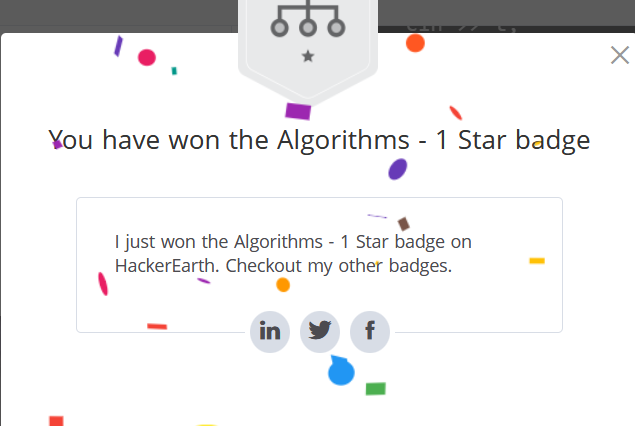 cin >> t;
You have won the Algorithms - 1 Star badge
I just won the Algorithms - 1 Star badge on
HackerEarth. Checkout my other badges.
in f